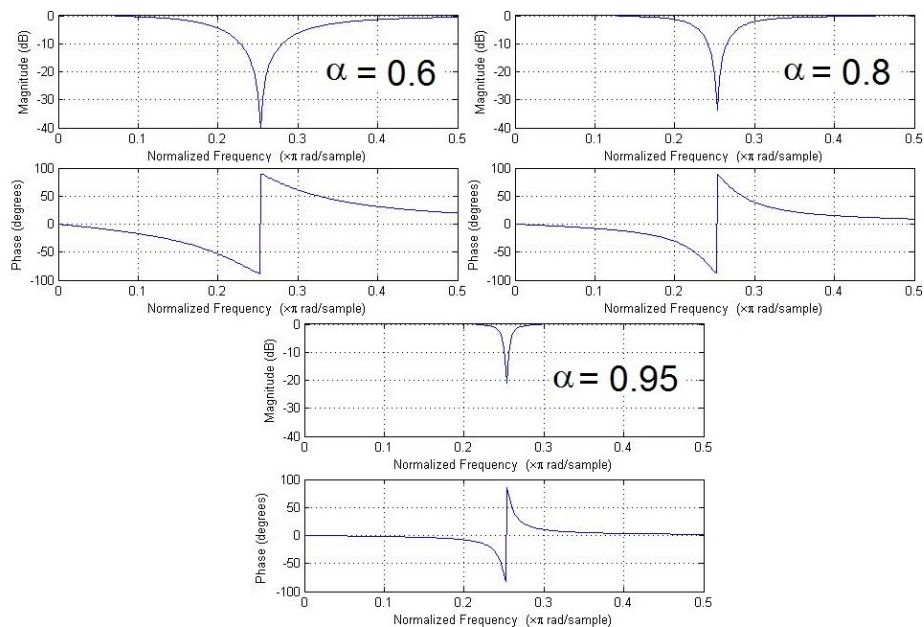 0
-10
-20
-30
-40
Magnitude (dB)
α = 0.6
0 0.1 0.2 0.3 0.4 0.5
Normalized Frequency (×π rad/sample)
100
50
0
-50
-100
Phase (degrees)
0 0.1 0.2 0.3 0.4 0.5
Normalized Frequency (×π rad/sample)
0
-10
-20
-30
-40
Magnitude (dB)
α = 0.8
0 0.1 0.2 0.3 0.4 0.5
Normalized Frequency (×π rad/sample)
100
50
0
-50
-100
Phase (degrees)
0 0.1 0.2 0.3 0.4 0.5
Normalized Frequency (×π rad/sample)
0
-10
-20
-30
-40
Magnitude (dB)
α = 0.95
0 0.1 0.2 0.3 0.4 0.5
Normalized Frequency (×π rad/sample)
100
50
0
-50
-100
Phase (degrees)
0 0.1 0.2 0.3 0.4 0.5
Normalized Frequency (×π rad/sample)